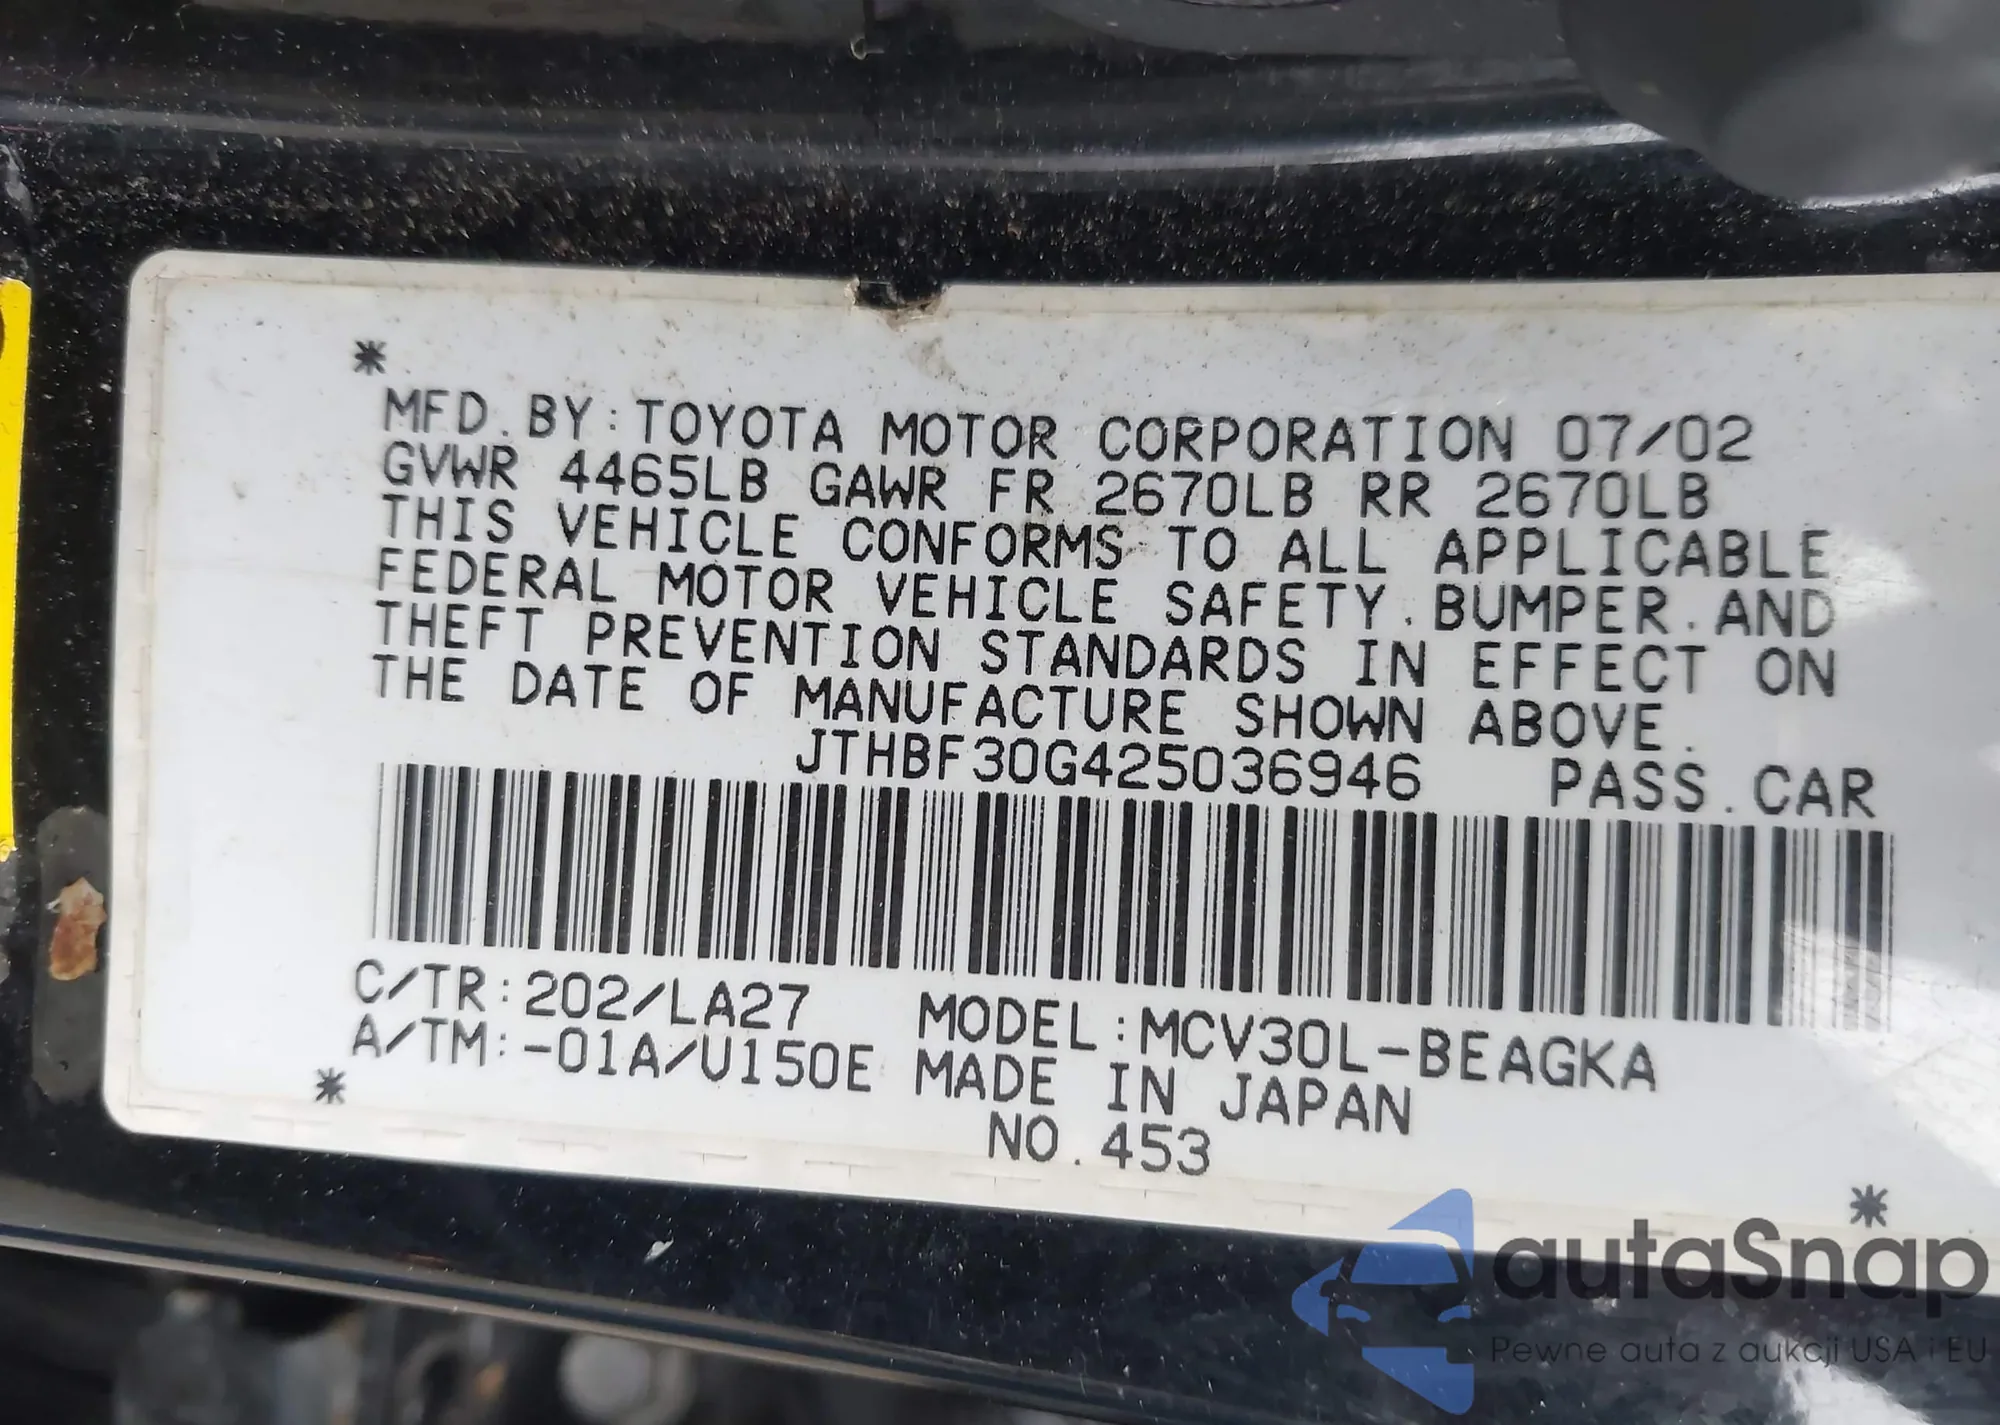 *
MFD. BY: TOYOTA MOTOR CORPORATION 07/02
GVWR 4465LB GAWR FR 2670LB RR 2670LB
THIS VEHICLE CONFORMS TO ALL APPLICABLE
FEDERAL MOTOR VEHICLE SAFETY.BUMPER.AND
THEFT PREVENTION STANDARDS IN EFFECT ON
THE DATE OF MANUFACTURE SHOWN ABOVE.
JTHBF30G425036946 PASS.CAR
C/TR:202/LA27 MODEL:MCV30L-BEAGKA
A/TM:-01A/U150E MADE IN JAPAN
* NO.453
*
autaSnap
Pewne auta z aukcji USA i EU